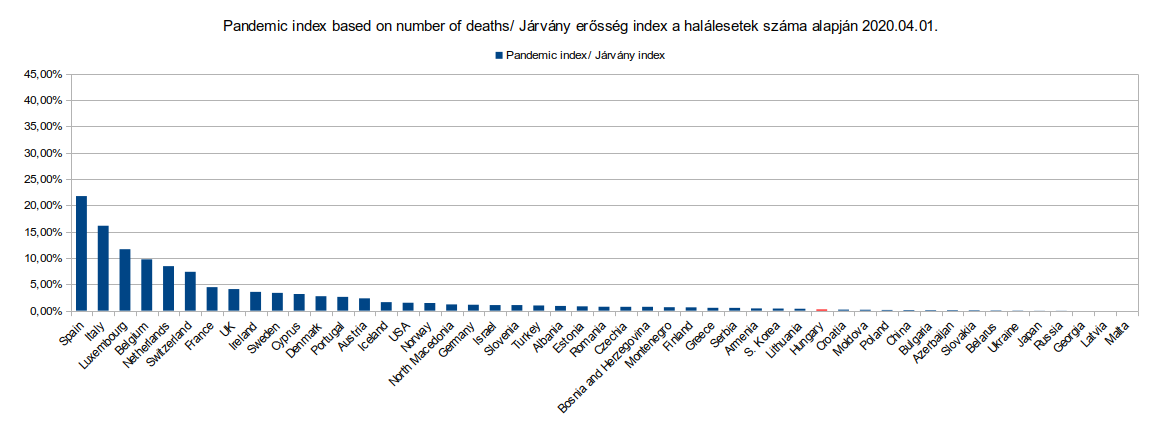 Pandemic index based on number of deaths/ Járvány erősség index a halálesetek száma alapján 2020.04.01.
Pandemic index/ Járvány index
45,00%
40,00%
35,00%
30,00%
25,00%
20,00%
15,00%
10,00%
5,00%
0,00%
Spain
Italy
Luxembourg
Belgium
Netherlands
Switzerland
France
UK
Ireland
Sweden
Cyprus
Denmark
Portugal
Austria
Iceland
USA
Norway
North Macedonia
Germany
Israel
Slovenia
Turkey
Albania
Estonia
Romania
Czechia
Bosnia and Herzegovina
Montenegro
Finland
Greece
Serbia
Armenia
S. Korea
Lithuania
Hungary
Croatia
Moldova
Poland
China
Bulgaria
Azerbaijan
Slovakia
Belarus
Ukraine
Japan
Russia
Georgia
Latvia
Malta